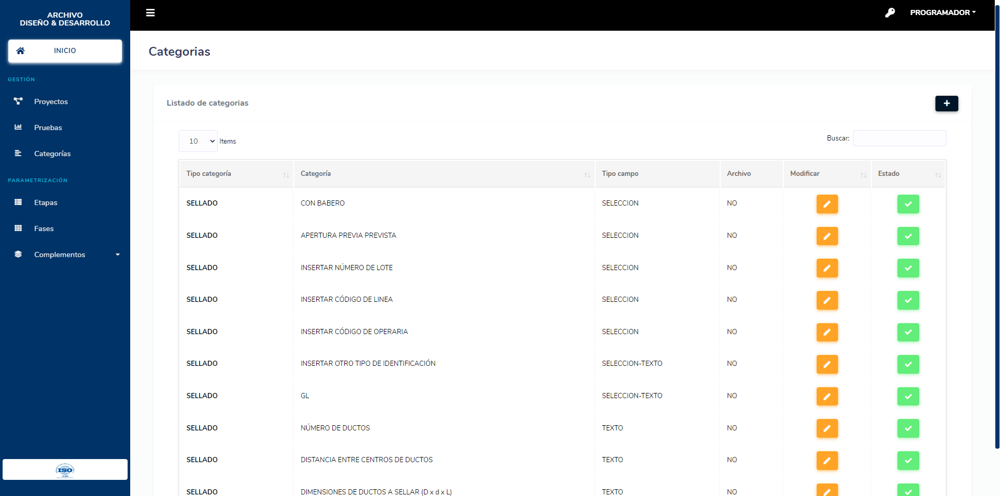 ARCHIVO
DISEÑO & DESARROLLO
INICIO
GESTIÓN
Proyectos
Pruebas
Categorías
PARAMETRIZACIÓN
Etapas
Fases
Complementos
ISO
PROGRAMADOR
Categorias
Listado de categorias
10 Items
Buscar:
Tipo categoría Categoría Tipo campo Archivo Modificar Estado
SELLADO CON BABERO SELECCION NO
SELLADO APERTURA PREVIA PREVISTA SELECCION NO
SELLADO INSERTAR NÚMERO DE LOTE SELECCION NO
SELLADO INSERTAR CÓDIGO DE LINEA SELECCION NO
SELLADO INSERTAR CÓDIGO DE OPERARIA SELECCION NO
SELLADO INSERTAR OTRO TIPO DE IDENTIFICACIÓN SELECCION-TEXTO NO
SELLADO GL SELECCION-TEXTO NO
SELLADO NÚMERO DE DUCTOS TEXTO NO
SELLADO DISTANCIA ENTRE CENTROS DE DUCTOS TEXTO NO
SELLADO DIMENSIONES DE DUCTOS A SELLAR (D x d x L) TEXTO NO